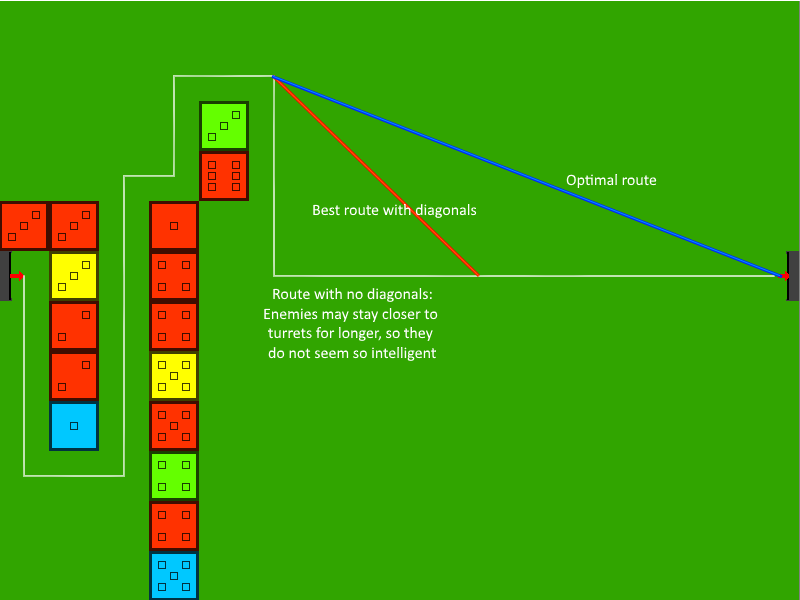 Optimal route
Best route with diagonals
Route with no diagonals:
Enemies may stay closer to
turrets for longer, so they
do not seem so intelligent